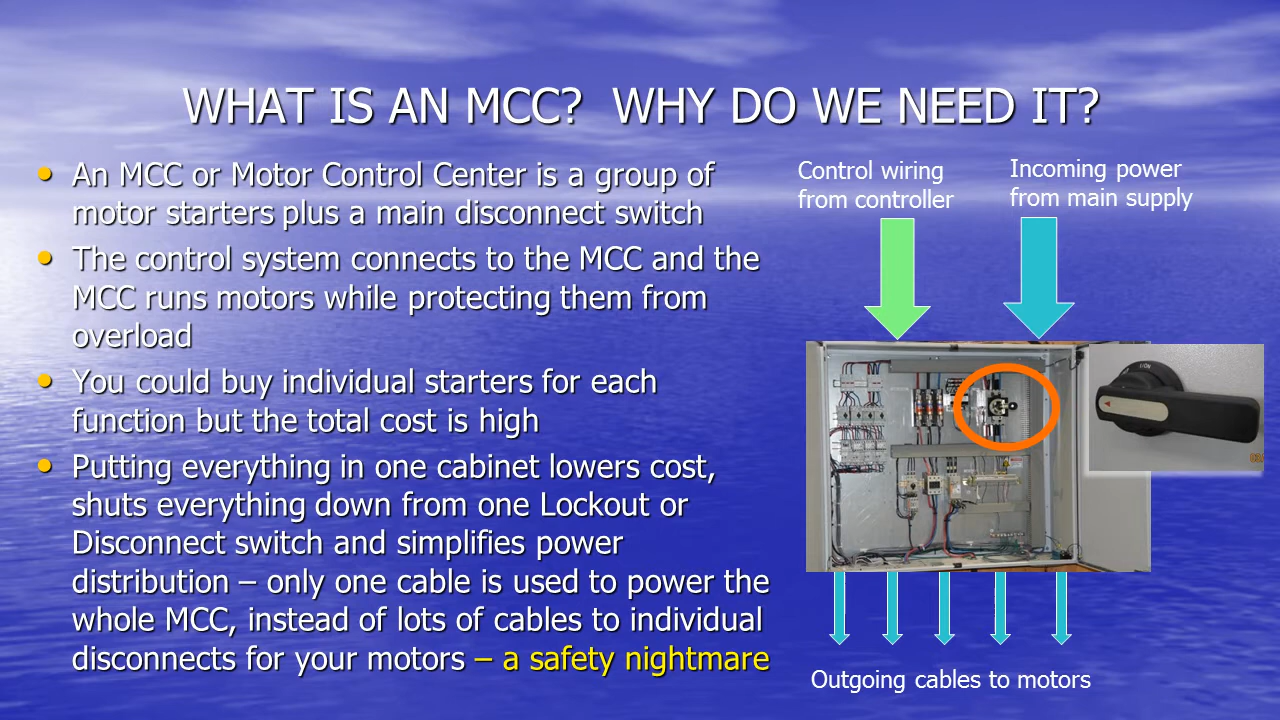 WHAT IS AN MCC?  WHY DO WE NEED IT?
• An MCC or Motor Control Center is a group of
motor starters plus a main disconnect switch
• The control system connects to the MCC and the
MCC runs motors while protecting them from
overload
• You could buy individual starters for each
function but the total cost is high
• Putting everything in one cabinet lowers cost,
shuts everything down from one Lockout or
Disconnect switch and simplifies power
distribution – only one cable is used to power the
whole MCC, instead of lots of cables to individual
disconnects for your motors – a safety nightmare
Control wiring
from controller
Incoming power
from main supply
I/ON
Outgoing cables to motors